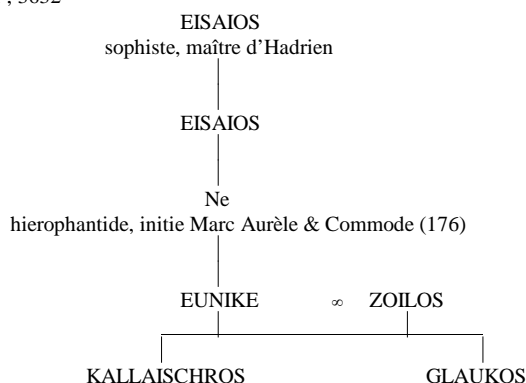 EISAIOS
sophiste, maître d'Hadrien
EISAIOS
Ne
hierophantide, initie Marc Aurèle & Commode (176)
EUNIKE ∞ ZOILOS
KALLAISCHROS GLAUKOS